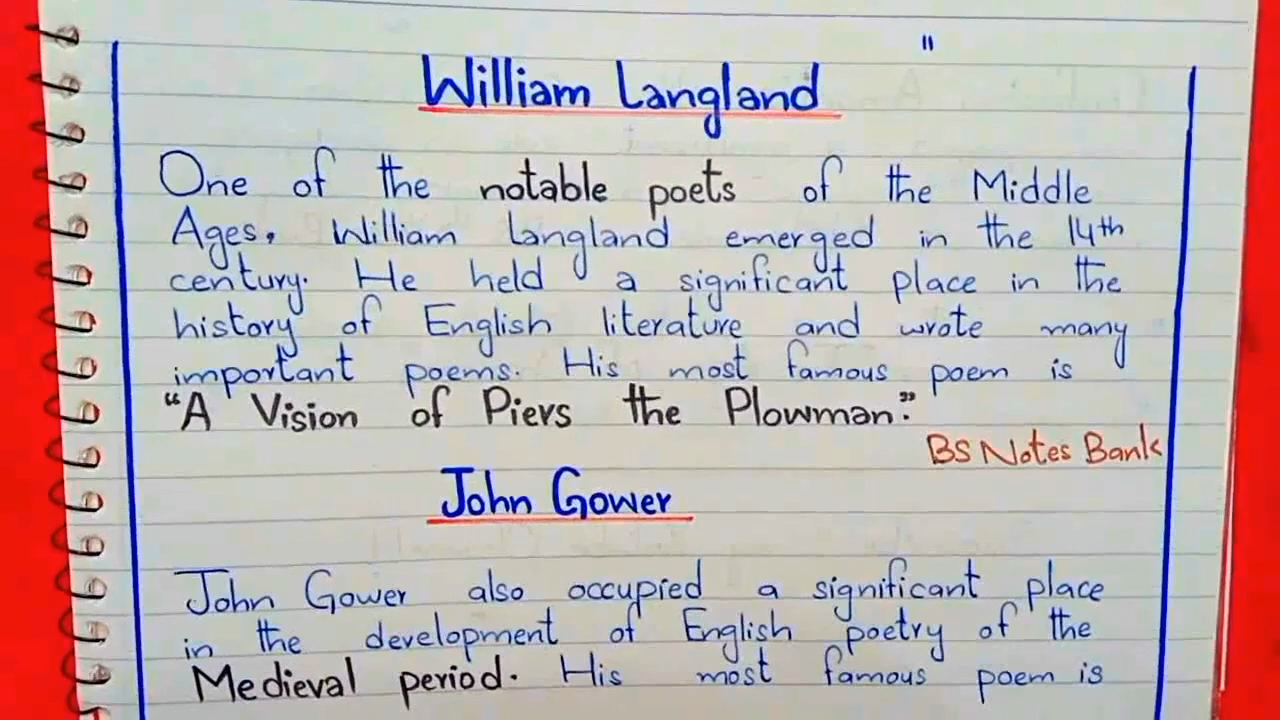 "
William Langland
One of the notable poets of the Middle
Ages, William Langland emerged in the 14th
century. He held a significant place in the
history of English literature and wrote many
important poems. His most famous poem is
"A Vision of Piers the Plowman."
BS Notes Bank
John Gower
John Gower also occupied a significant place
in the development of English poetry of the
Medieval period. His most famous poem is